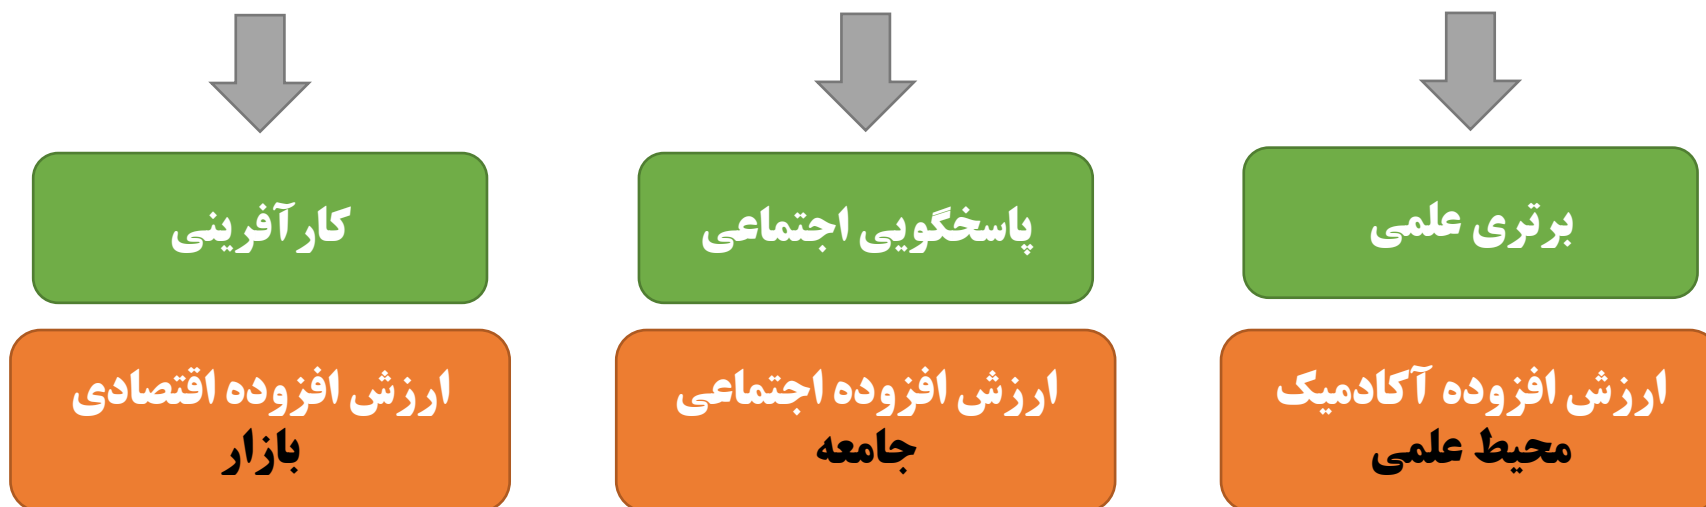 برتری علمی
پاسخگویی اجتماعی
کارآفرینی
ارزش افزوده آکادمیک
محیط علمی
ارزش افزوده اجتماعی
جامعه
ارزش افزوده اقتصادی
بازار